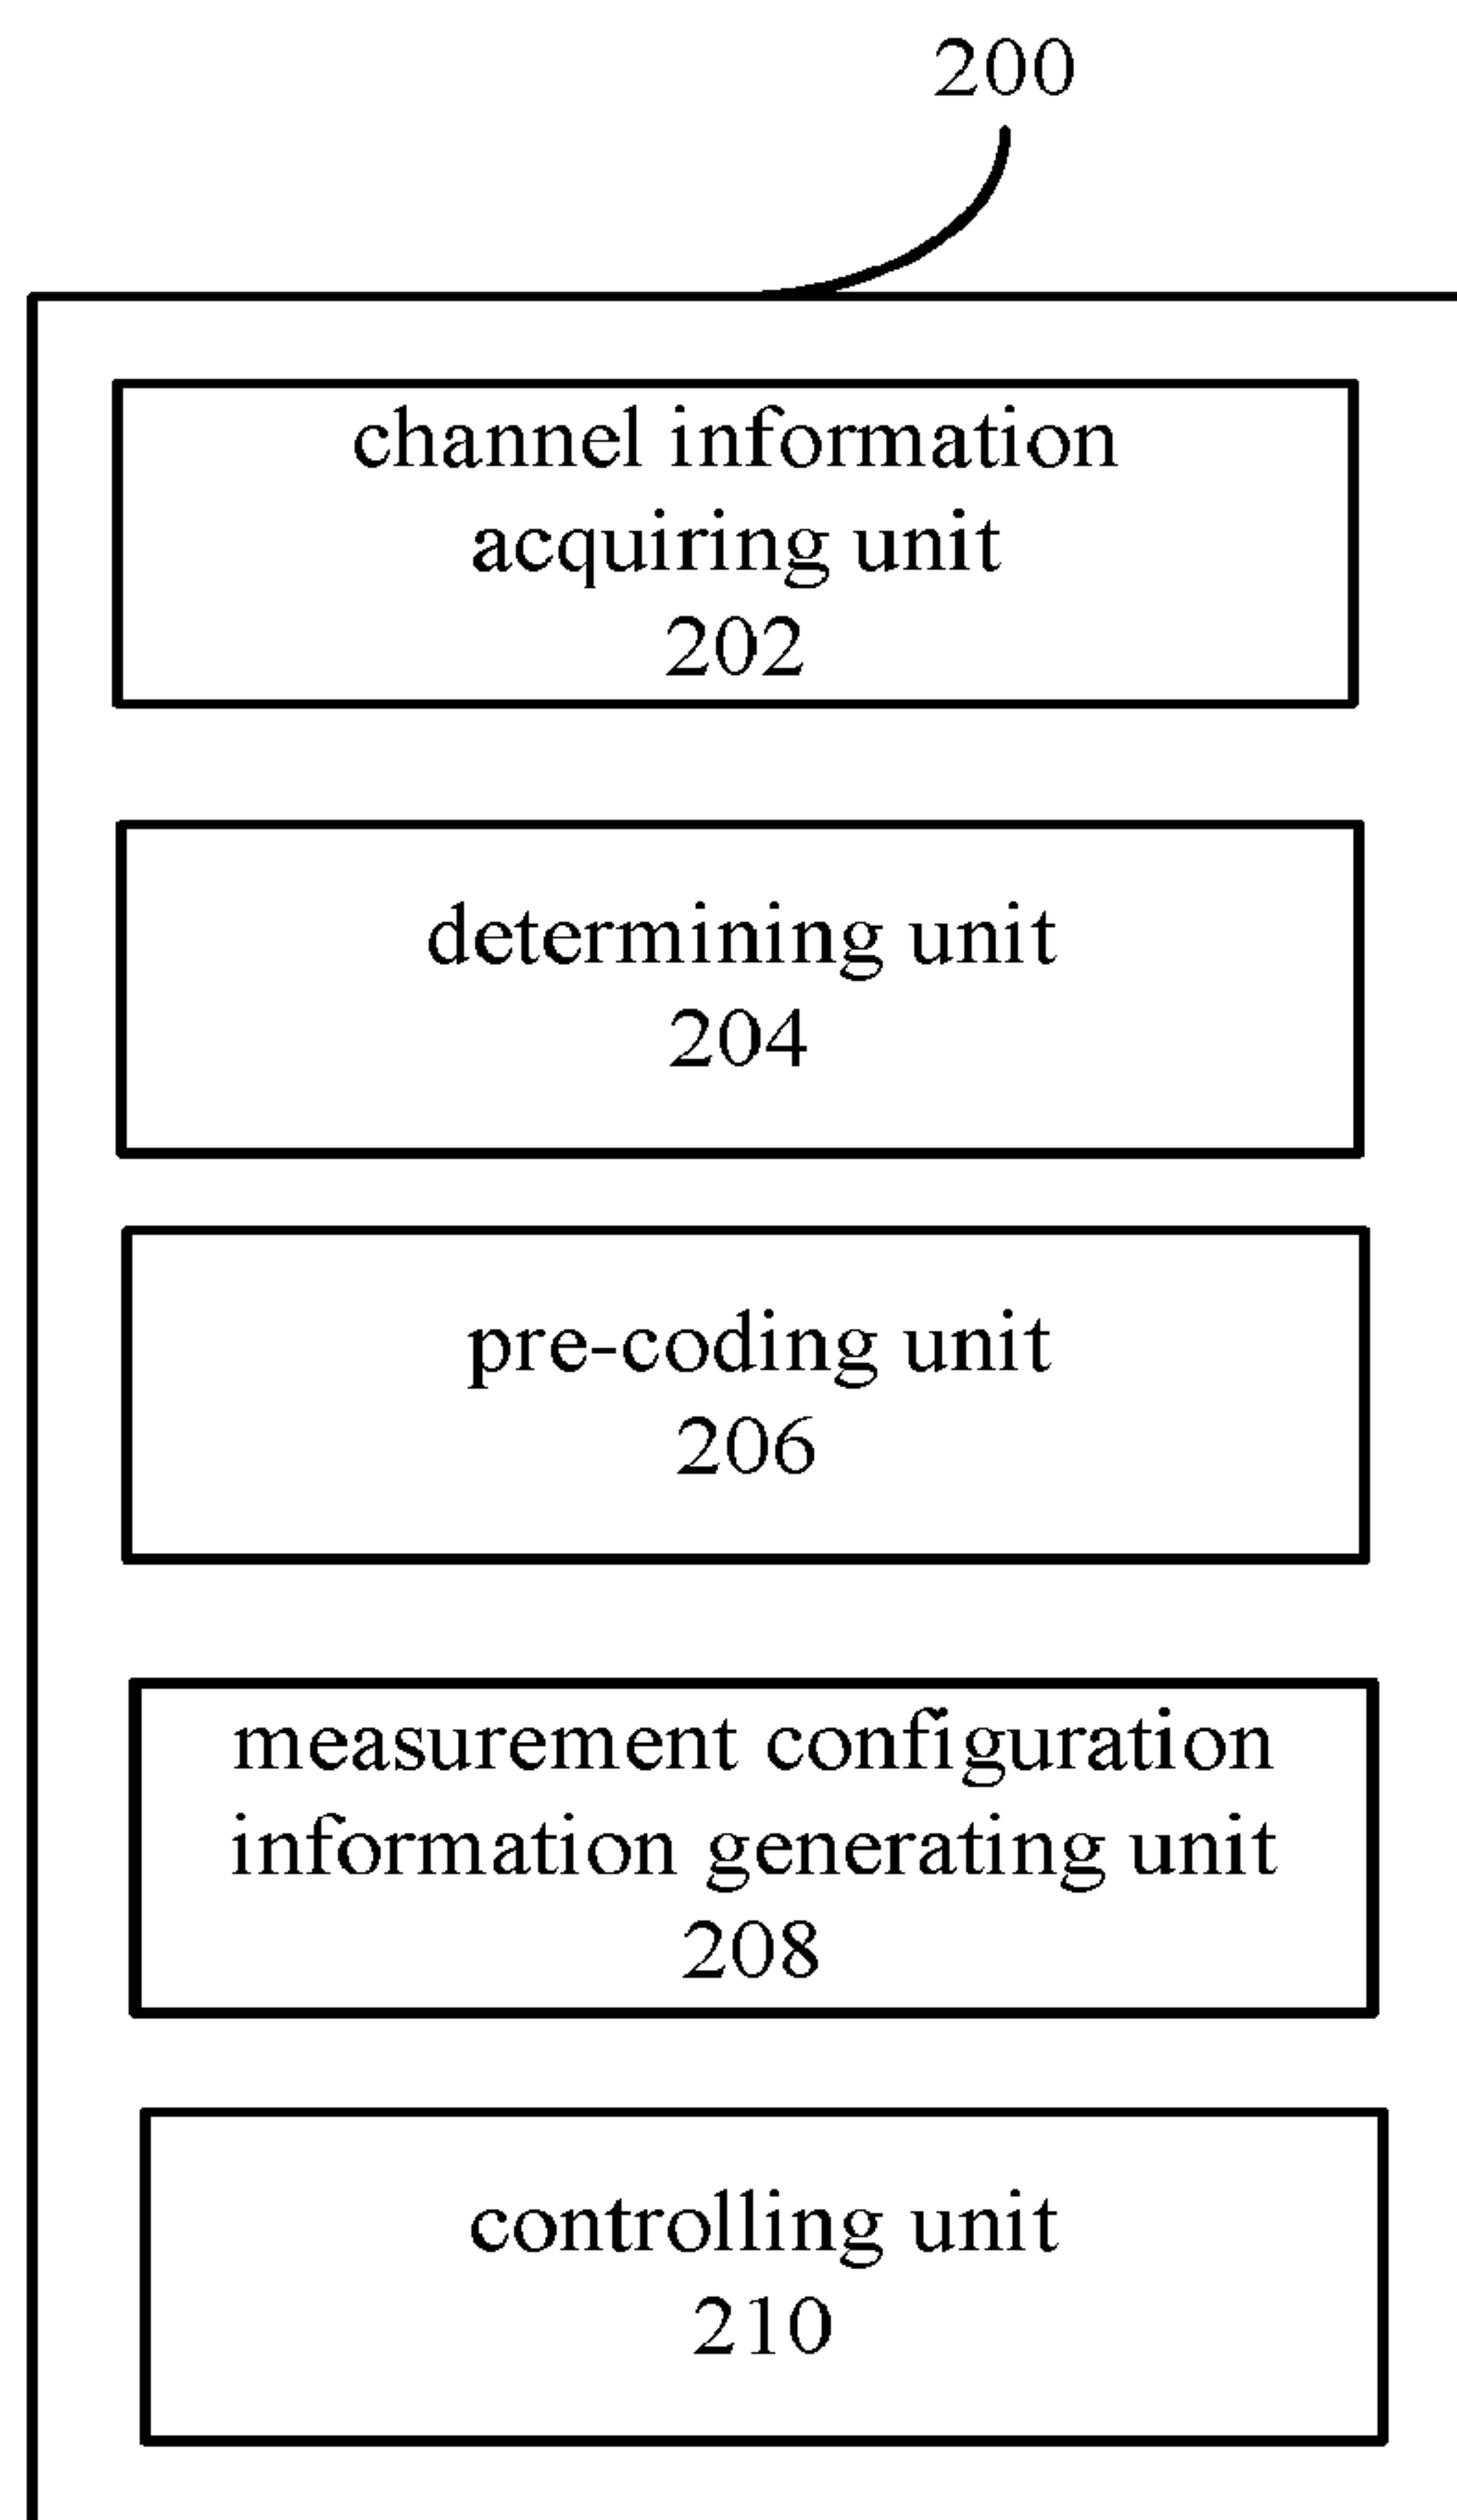 200
channel information
acquiring unit
202
determining unit
204
pre-coding unit
206
measurement configuration
information generating unit
208
controlling unit
210